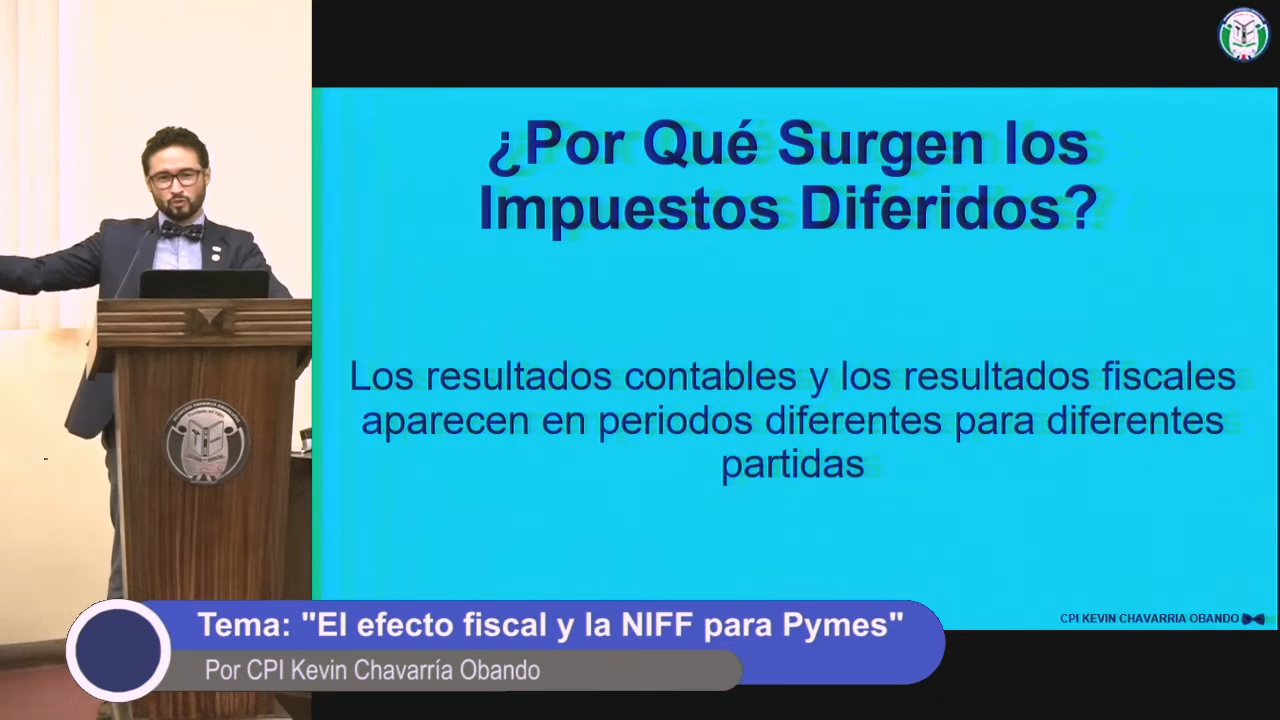 ¿Por Qué Surgen los
Impuestos Diferidos?
Los resultados contables y los resultados fiscales
aparecen en periodos diferentes para diferentes
partidas
CPI KEVIN CHAVARRIA OBANDO
Tema: "El efecto fiscal y la NIFF para Pymes"
Por CPI Kevin Chavarría Obando